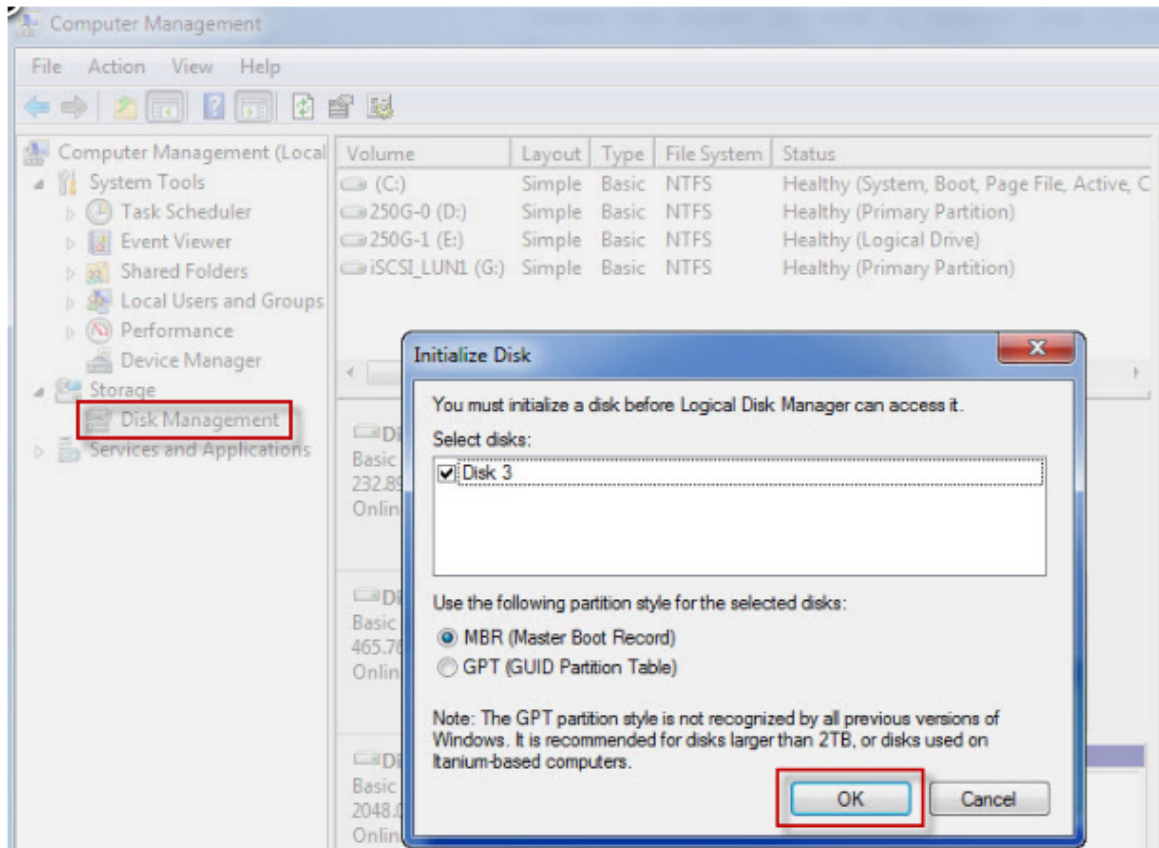 Computer Management
File Action View Help
Computer Management (Local
System Tools
Task Scheduler
Event Viewer
Shared Folders
Local Users and Groups
Performance
Device Manager
Storage
Disk Management
Services and Applications
Volume Layout Type File System Status
(C:) Simple Basic NTFS Healthy (System, Boot, Page File, Active, C
250G-0 (D:) Simple Basic NTFS Healthy (Primary Partition)
250G-1 (E:) Simple Basic NTFS Healthy (Logical Drive)
iSCSI_LUN1 (G:) Simple Basic NTFS Healthy (Primary Partition)
Di
Basic
232.89
Onlin
Di
Basic
465.76
Onlin
Di
Basic
2048.0
Onlin
Initialize Disk
You must initialize a disk before Logical Disk Manager can access it.
Select disks:
Disk 3
Use the following partition style for the selected disks:
MBR (Master Boot Record)
GPT (GUID Partition Table)
Note: The GPT partition style is not recognized by all previous versions of
Windows. It is recommended for disks larger than 2TB, or disks used on
Itanium-based computers.
OK Cancel